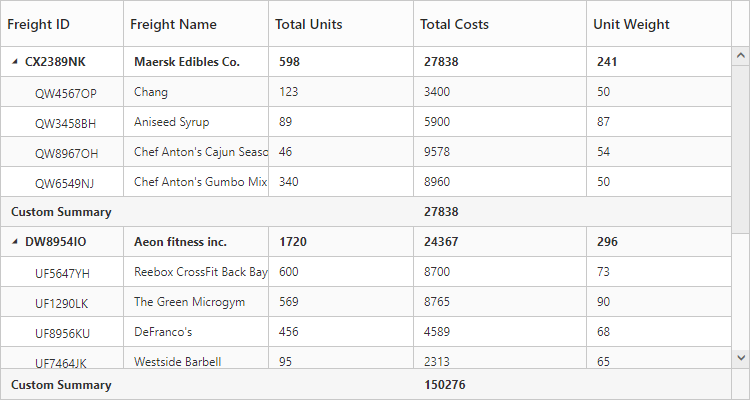 Freight ID Freight Name Total Units Total Costs Unit Weight
CX2389NK Maersk Edibles Co. 598 27838 241
QW4567OP Chang 123 3400 50
QW3458BH Aniseed Syrup 89 5900 87
QW8967OH Chef Anton's Cajun Seaso 46 9578 54
QW6549NJ Chef Anton's Gumbo Mix 340 8960 50
Custom Summary 27838
DW8954IO Aeon fitness inc. 1720 24367 296
UF5647YH Reebox CrossFit Back Bay 600 8700 73
UF1290LK The Green Microgym 569 8765 90
UF8956KU DeFranco's 456 4589 68
UF7464JK Westside Barbell 95 2313 65
Custom Summary 150276